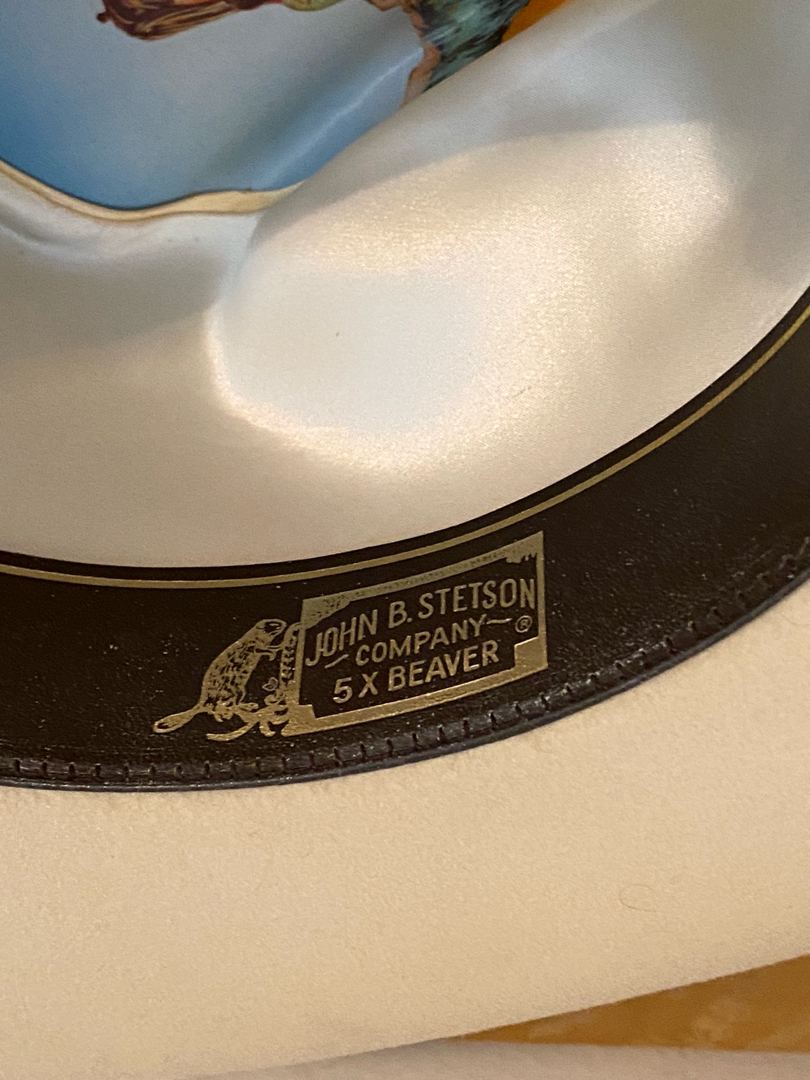 JOHN B. STETSON
COMPANY ®
5 X BEAVER